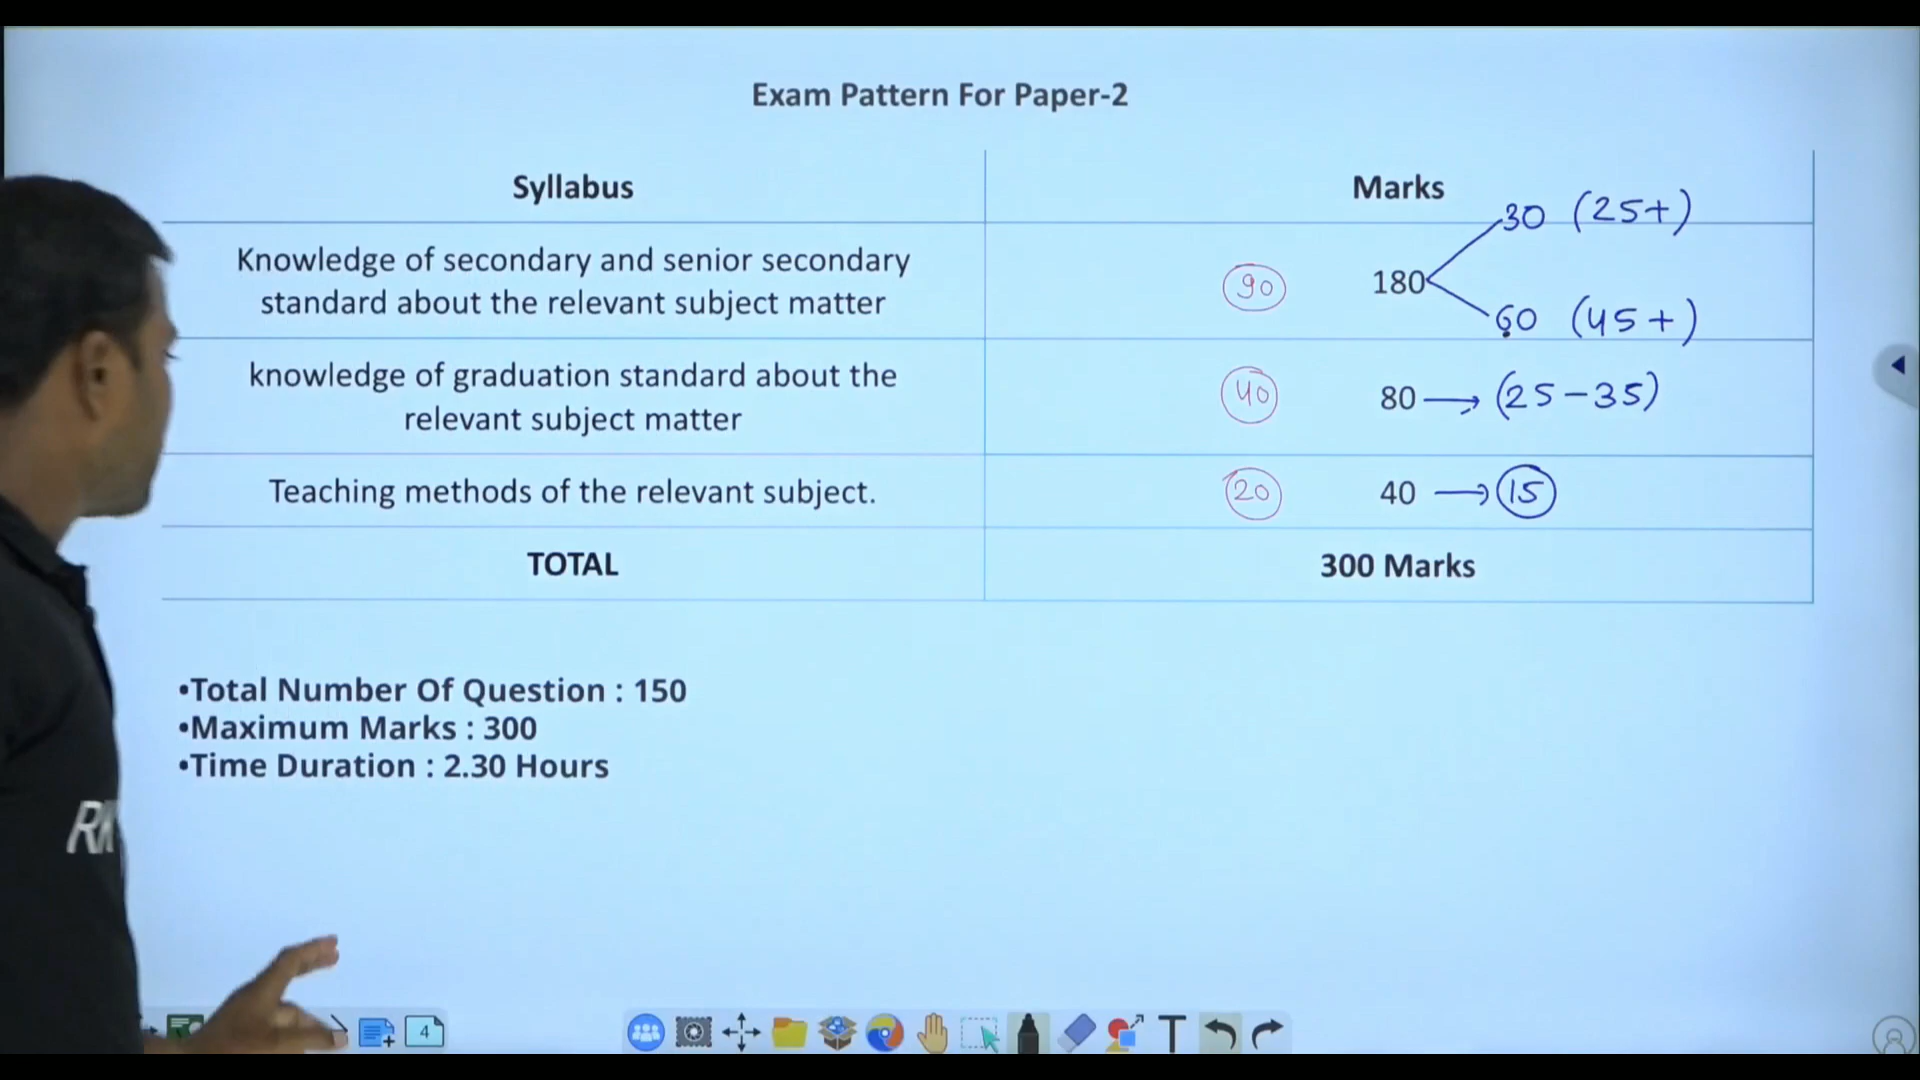 Exam Pattern For Paper-2
Syllabus
Marks
30 (25+)
Knowledge of secondary and senior secondary
standard about the relevant subject matter
90
180
60 (45+)
knowledge of graduation standard about the
relevant subject matter
40
80 → (25-35)
Teaching methods of the relevant subject.
20
40 → 15
TOTAL
300 Marks
•Total Number Of Question : 150
•Maximum Marks : 300
•Time Duration : 2.30 Hours
4
T